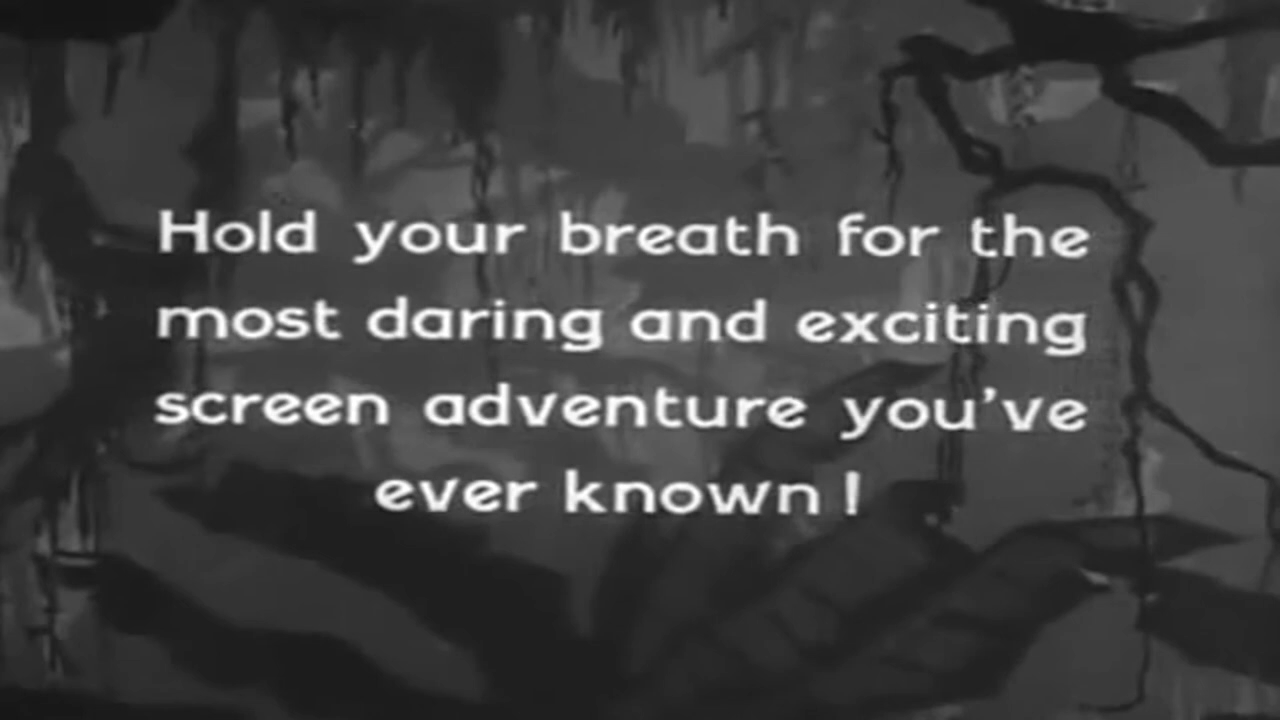 Hold your breath for the
most daring and exciting
screen adventure you've
ever known!